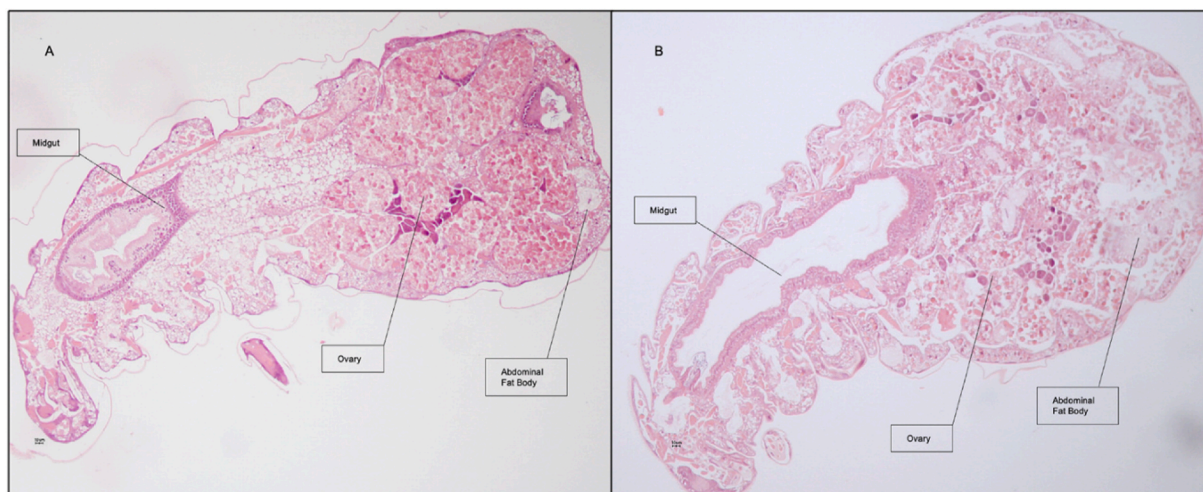 A
Midgut
Ovary
Abdominal
Fat Body
B
Midgut
Abdominal
Fat Body
Ovary